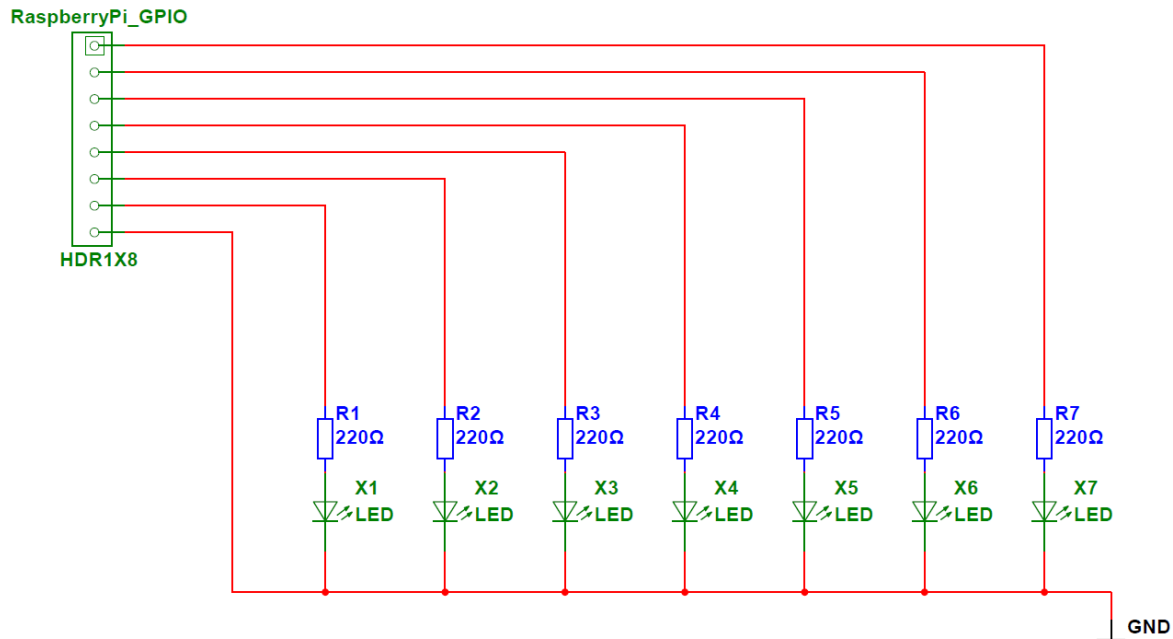 RaspberryPi_GPIO
HDR1X8
R1
220Ω
R2
220Ω
R3
220Ω
R4
220Ω
R5
220Ω
R6
220Ω
R7
220Ω
X1
LED
X2
LED
X3
LED
X4
LED
X5
LED
X6
LED
X7
LED
GND